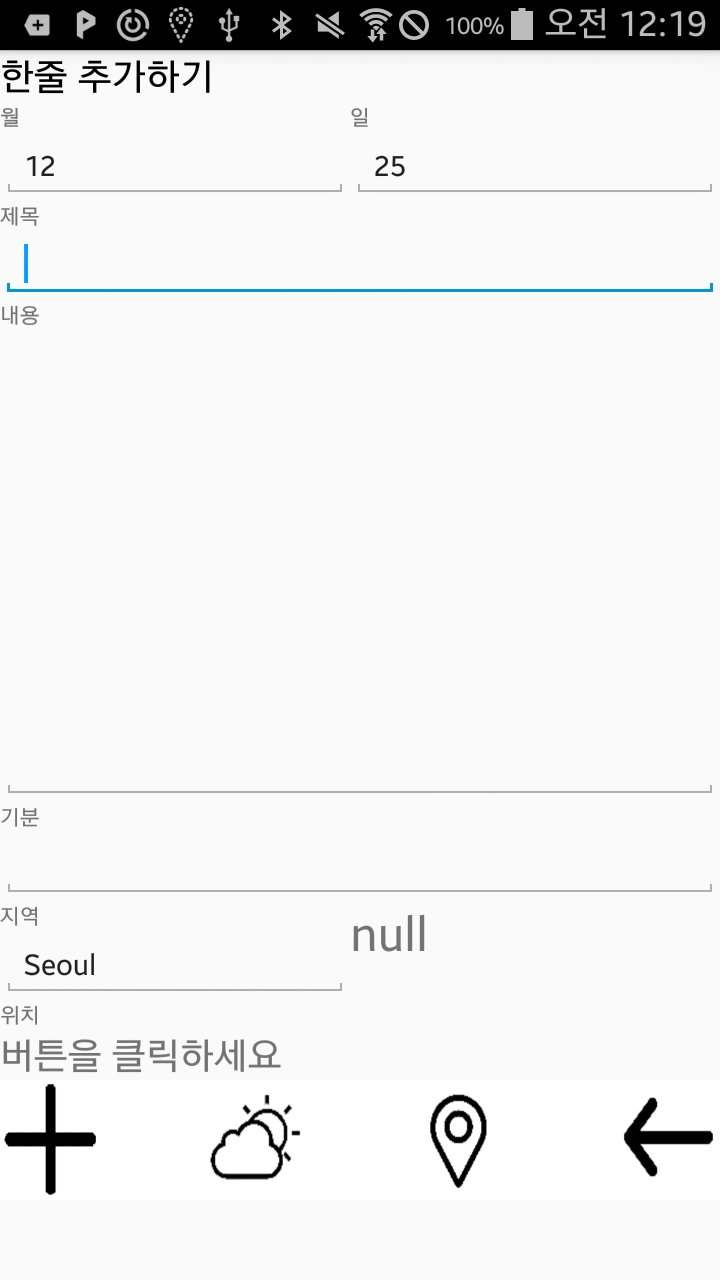 100% 오전 12:19
한줄 추가하기
월 일
12 25
제목
내용
기분
지역 null
Seoul
위치
버튼을 클릭하세요